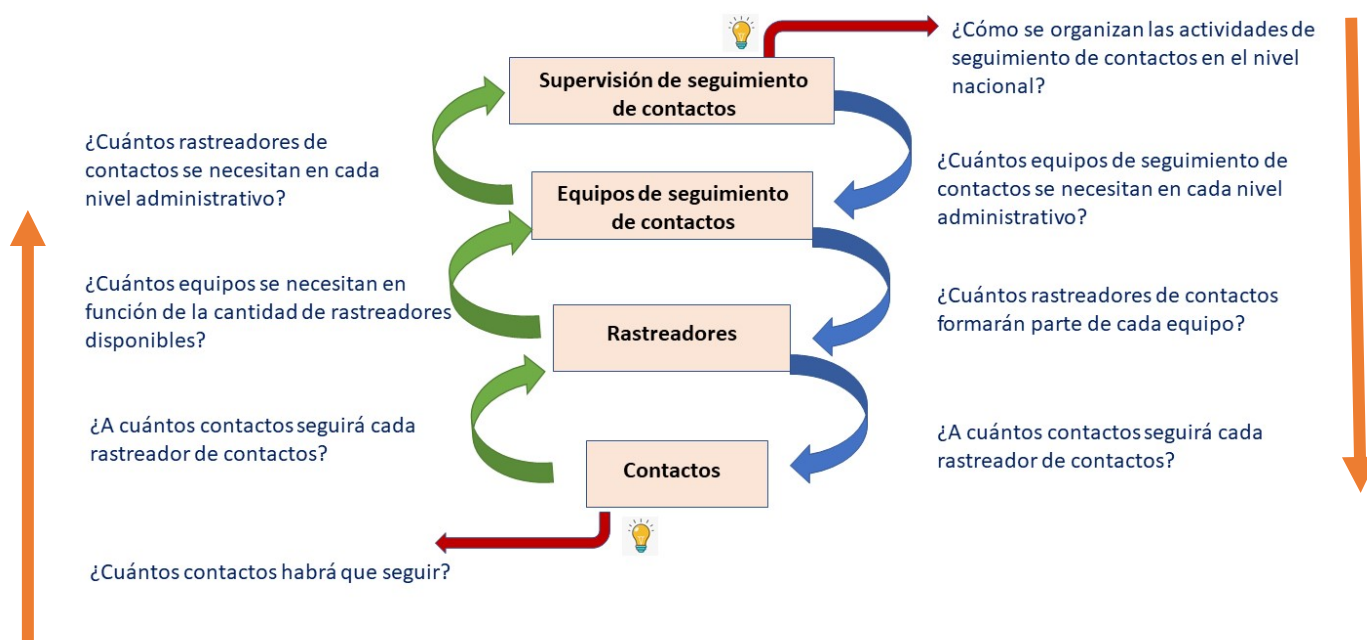 ¿Cómo se organizan las actividades de
seguimiento de contactos en el nivel
nacional?
Supervisión de seguimiento
de contactos
¿Cuántos rastreadores de
contactos se necesitan en cada
nivel administrativo?
¿Cuántos equipos de seguimiento de
contactos se necesitan en cada nivel
administrativo?
Equipos de seguimiento
de contactos
¿Cuántos equipos se necesitan en
función de la cantidad de rastreadores
disponibles?
¿Cuántos rastreadores de contactos
formarán parte de cada equipo?
Rastreadores
¿A cuántos contactos seguirá cada
rastreador de contactos?
¿A cuántos contactos seguirá cada
rastreador de contactos?
Contactos
¿Cuántos contactos habrá que seguir?